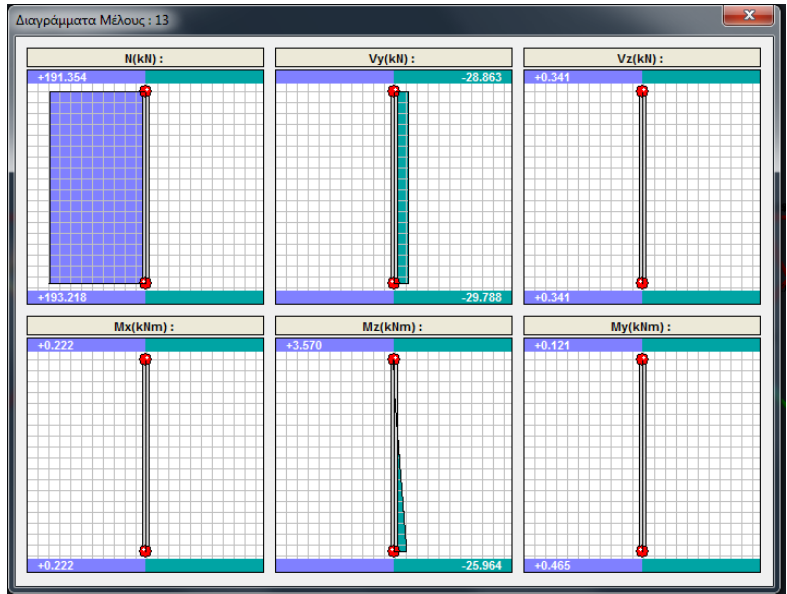 Διαγράμματα Μέλους : 13
N(kN) :
Vy(kN) :
Vz(kN) :
+191.354
-28.863
+0.341
+193.218
-29.788
+0.341
Mx(kNm) :
Mz(kNm) :
My(kNm) :
+0.222
+3.570
+0.121
+0.222
-25.964
+0.465